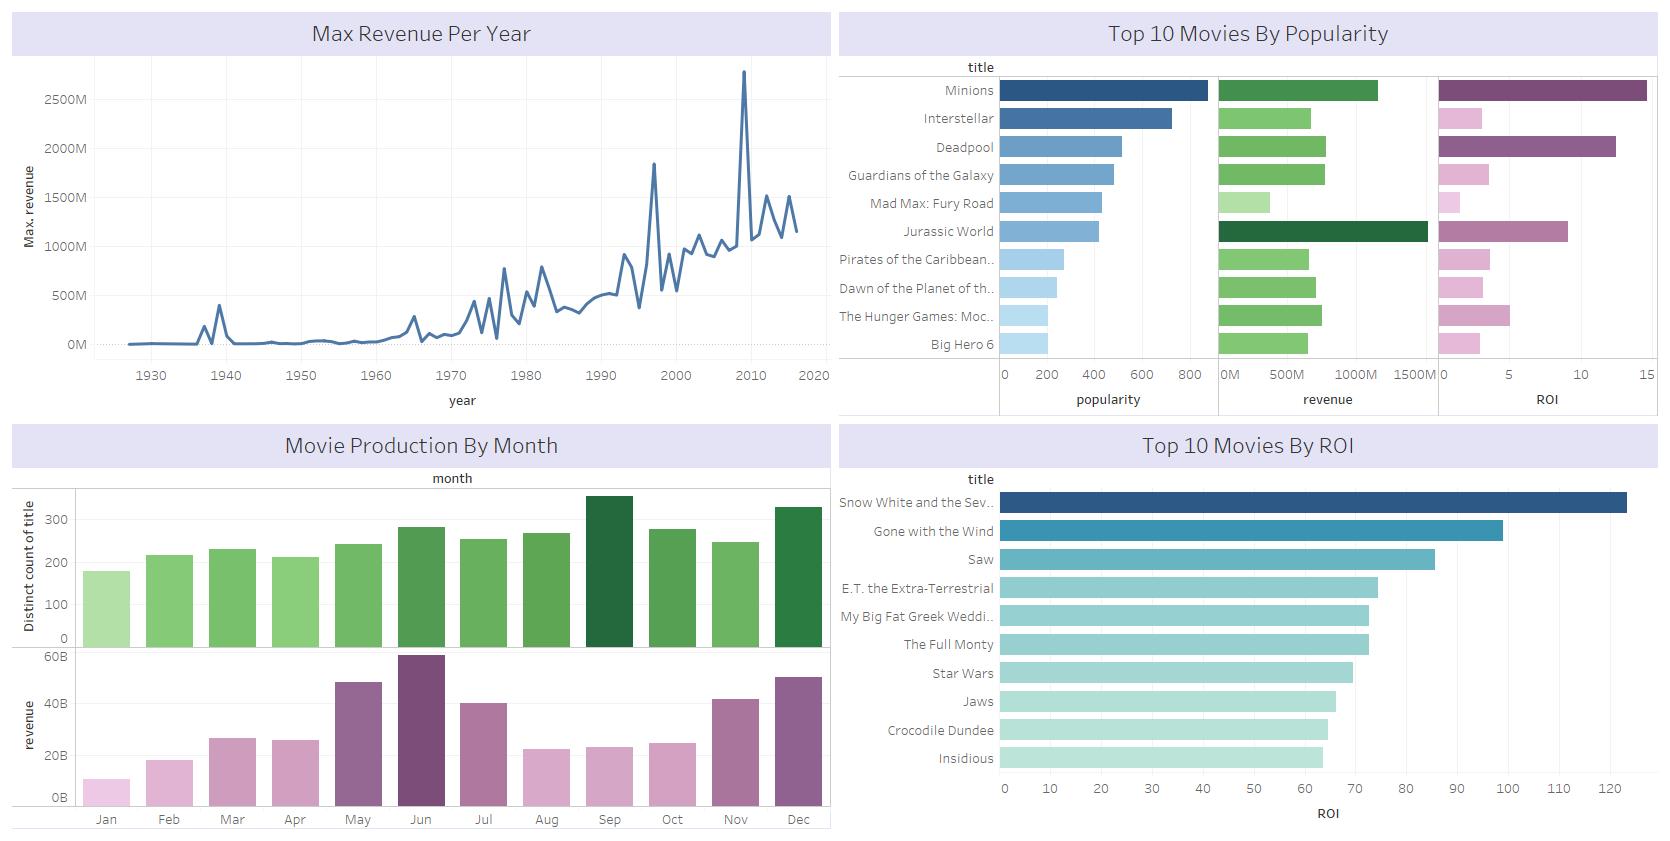 Max Revenue Per Year
Max. revenue
2500M
2000M
1500M
1000M
500M
0M
1930 1940 1950 1960 1970 1980 1990 2000 2010 2020
year
Top 10 Movies By Popularity
title
Minions
Interstellar
Deadpool
Guardians of the Galaxy
Mad Max: Fury Road
Jurassic World
Pirates of the Caribbean..
Dawn of the Planet of th..
The Hunger Games: Moc..
Big Hero 6
0 200 400 600 800 0M 500M 1000M 1500M 0 5 10 15
popularity revenue ROI
Movie Production By Month
month
Distinct count of title
300
200
100
0
revenue
60B
40B
20B
0B
Jan Feb Mar Apr May Jun Jul Aug Sep Oct Nov Dec
Top 10 Movies By ROI
title
Snow White and the Sev..
Gone with the Wind
Saw
E.T. the Extra-Terrestrial
My Big Fat Greek Weddi..
The Full Monty
Star Wars
Jaws
Crocodile Dundee
Insidious
0 10 20 30 40 50 60 70 80 90 100 110 120
ROI